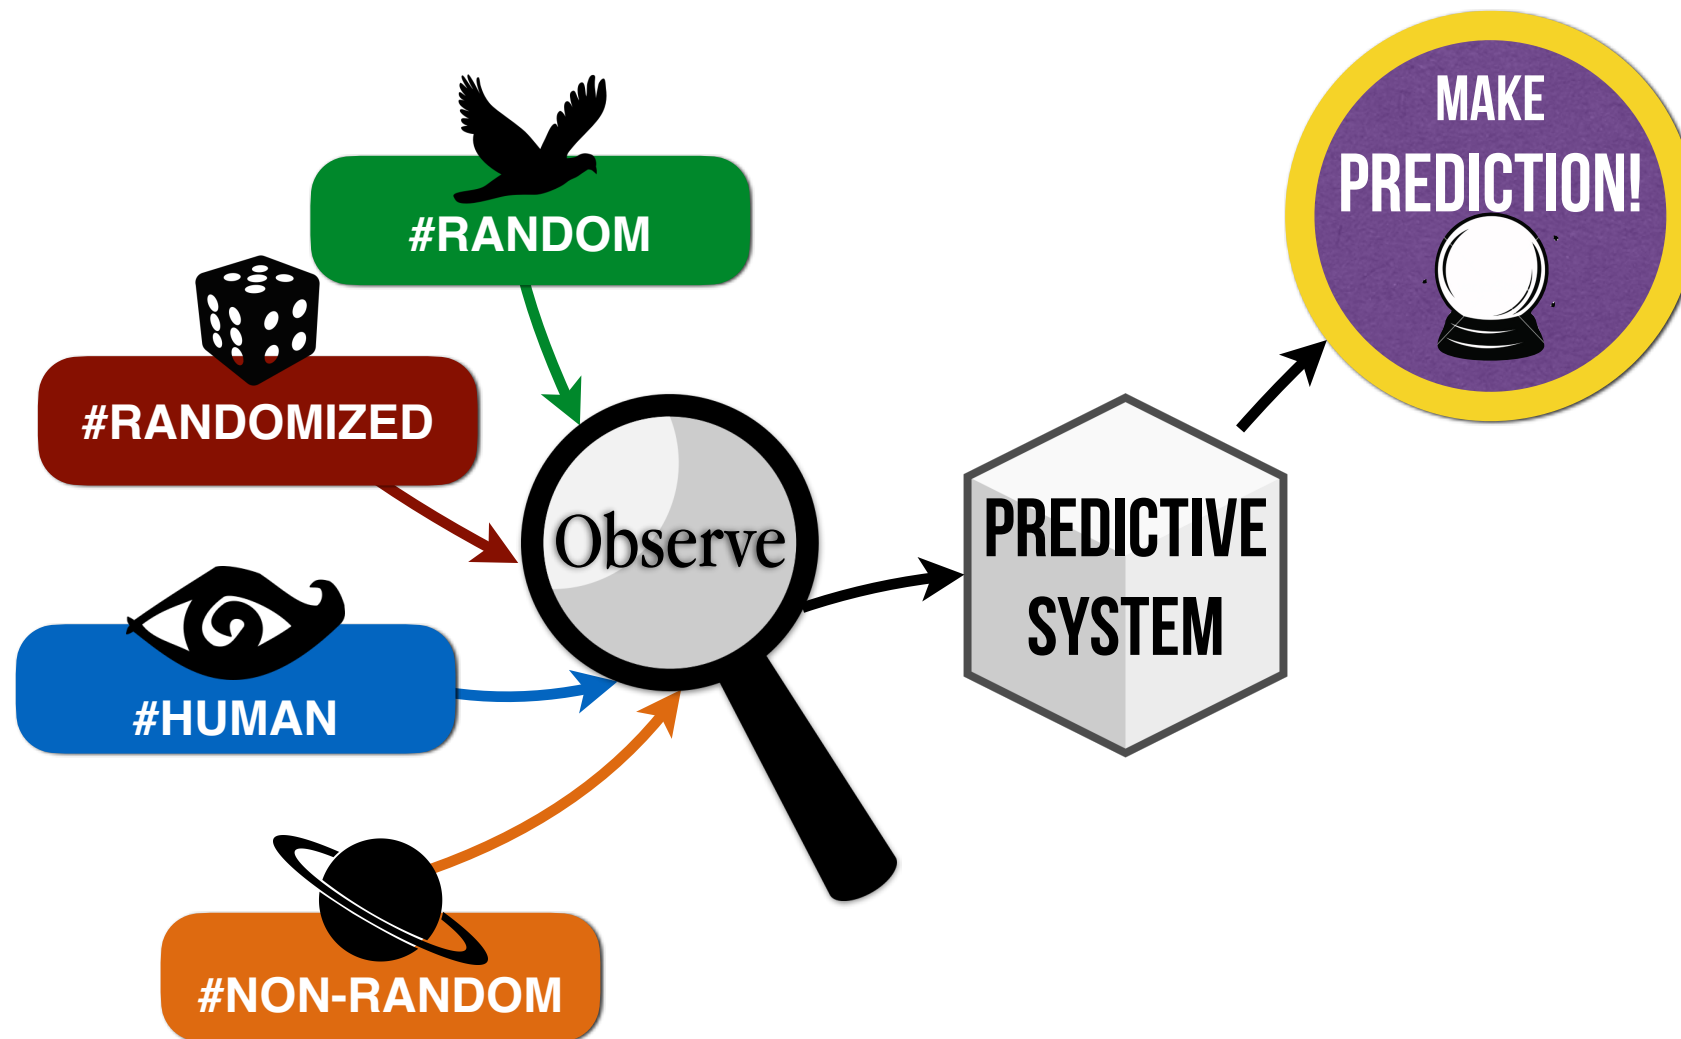 #RANDOM
#RANDOMIZED
#HUMAN
#NON-RANDOM
Observe
PREDICTIVE
SYSTEM
MAKE
PREDICTION!